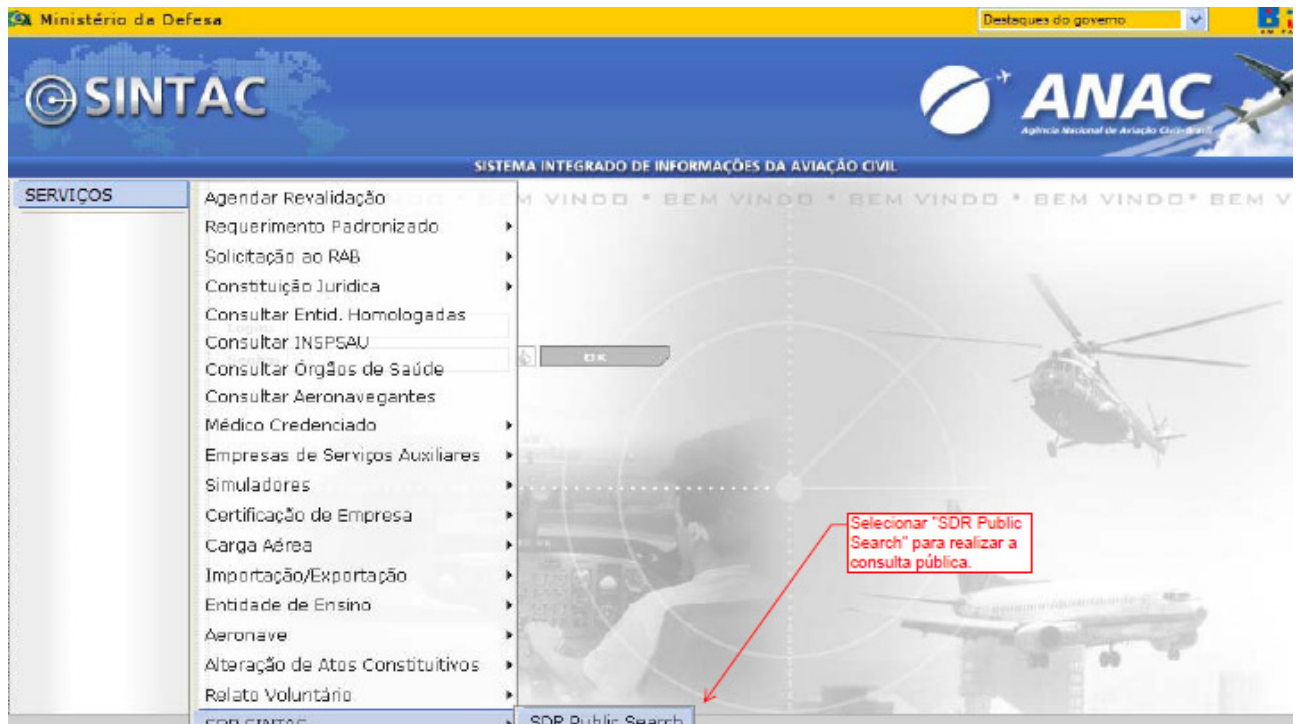 Ministério da Defesa
Destaques do governo
SINTAC
ANAC
Agência Nacional de Aviação Civil-Brasil
SISTEMA INTEGRADO DE INFORMAÇÕES DA AVIAÇÃO CIVIL
SERVIÇOS
M VINDO * BEM VINDO * BEM VINDO * BEM VINDO* BEM V
Agendar Revalidação
Requerimento Padronizado
Solicitação ao RAB
Constituição Jurídica
Consultar Entid. Homologadas
Login:
Consultar INSPSAU
Senha:
OK
Consultar Órgãos de Saúde
Consultar Aeronavegantes
Médico Credenciado
Empresas de Serviços Auxiliares
Simuladores
Certificação de Empresa
Carga Aérea
Importação/Exportação
Entidade de Ensino
Aeronave
Alteração de Atos Constituitivos
Relato Voluntário
SDR SINTAC
SDR Public Search
Selecionar "SDR Public
Search" para realizar a
consulta pública.